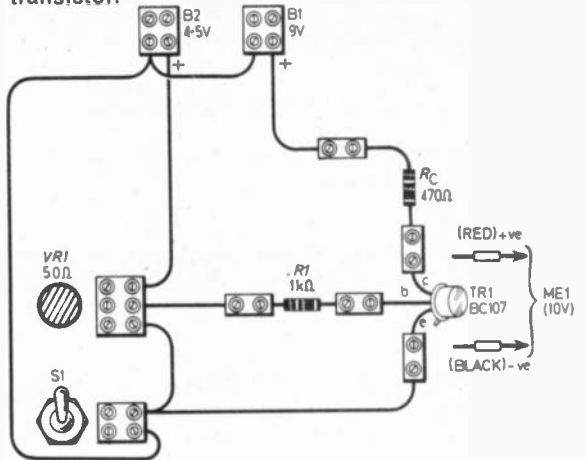 transistor.
B2
4·5V
+
B1
9V
+
RC
470Ω
(RED)+ve
VR1
50Ω
R1
1kΩ
c
b
e
TR1
BC107
ME1
(10V)
S1
(BLACK)-ve